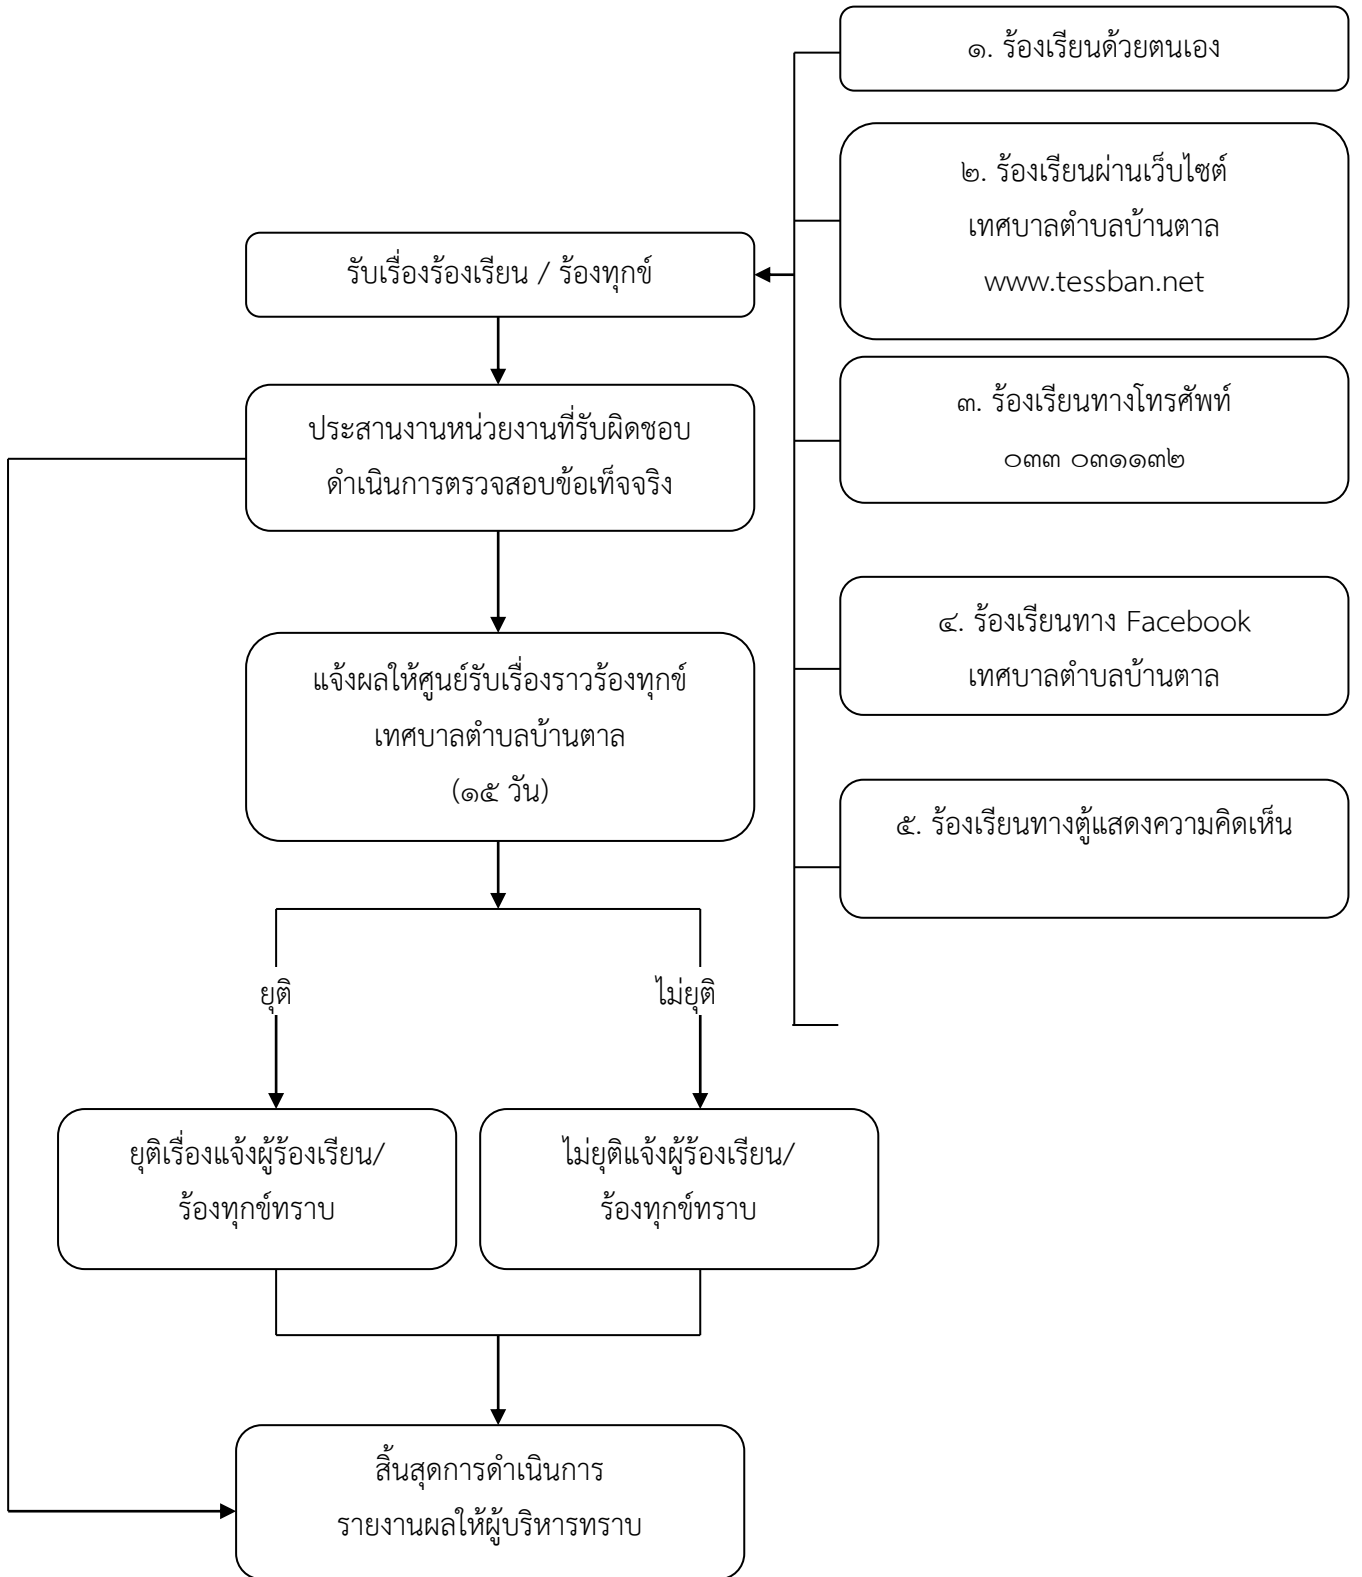 ๑. ร้องเรียนด้วยตนเอง
๒. ร้องเรียนผ่านเว็บไซต์
เทศบาลตำบลบ้านตาล
www.tessban.net
รับเรื่องร้องเรียน / ร้องทุกข์
๓. ร้องเรียนทางโทรศัพท์
๐๓๓ ๐๓๑๑๓๒
ประสานงานหน่วยงานที่รับผิดชอบ
ดำเนินการตรวจสอบข้อเท็จจริง
๔. ร้องเรียนทาง Facebook
เทศบาลตำบลบ้านตาล
แจ้งผลให้ศูนย์รับเรื่องราวร้องทุกข์
เทศบาลตำบลบ้านตาล
(๑๕ วัน)
๕. ร้องเรียนทางตู้แสดงความคิดเห็น
ยุติ
ไม่ยุติ
ยุติเรื่องแจ้งผู้ร้องเรียน/
ร้องทุกข์ทราบ
ไม่ยุติแจ้งผู้ร้องเรียน/
ร้องทุกข์ทราบ
สิ้นสุดการดำเนินการ
รายงานผลให้ผู้บริหารทราบ